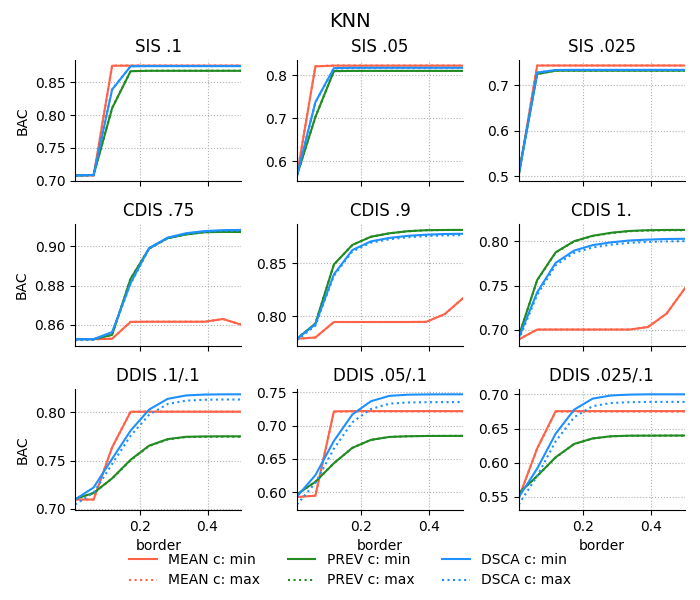 KNN
SIS .1
SIS .05
SIS .025
0.85
0.80
0.75
0.70
BAC
0.8
0.7
0.6
0.7
0.6
0.5
CDIS .75
CDIS .9
CDIS 1.
0.90
0.88
0.86
BAC
0.85
0.80
0.80
0.75
0.70
DDIS .1/.1
DDIS .05/.1
DDIS .025/.1
0.80
0.75
0.70
BAC
0.75
0.70
0.65
0.60
0.70
0.65
0.60
0.55
0.2 0.4
0.2 0.4
0.2 0.4
border
border
border
MEAN c: min
PREV c: min
DSCA c: min
MEAN c: max
PREV c: max
DSCA c: max